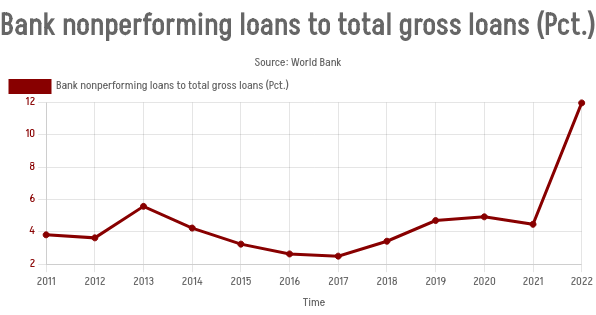 Bank nonperforming loans to total gross loans (Pct.)
Source: World Bank
Bank nonperforming loans to total gross loans (Pct.)
12
10
8
6
4
2
2011 2012 2013 2014 2015 2016 2017 2018 2019 2020 2021 2022
Time